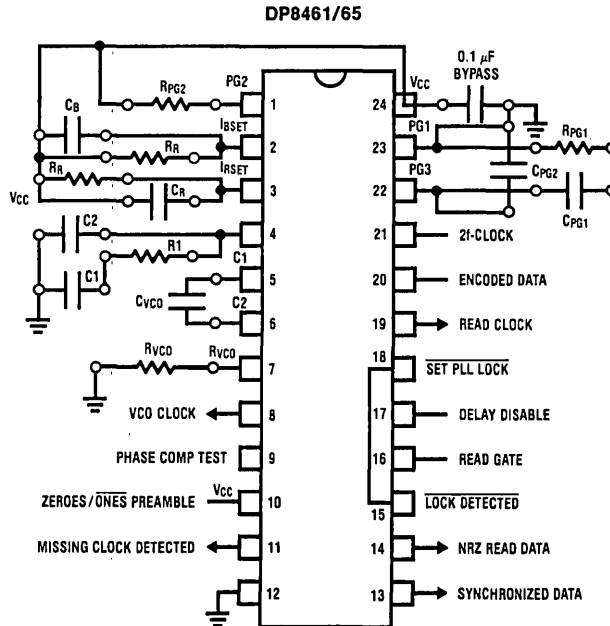 DP8461/65
0.1 µF
BYPASS
VCC
RPG2
PG2
1
24
CB
IBSET
RR
2
PG1
23
RPG1
RR
IRSET
3
PG3
22
CPG2
VCC
CR
CPG1
C2
4
21
2f-CLOCK
R1
C1
C1
5
20
ENCODED DATA
CVCO
C2
6
19
READ CLOCK
RVCO
RVCO
7
18
SET PLL LOCK
VCO CLOCK
8
17
DELAY DISABLE
PHASE COMP TEST
9
16
READ GATE
ZEROES/ONES PREAMBLE
VCC
10
15
LOCK DETECTED
MISSING CLOCK DETECTED
11
14
NRZ READ DATA
12
13
SYNCHRONIZED DATA